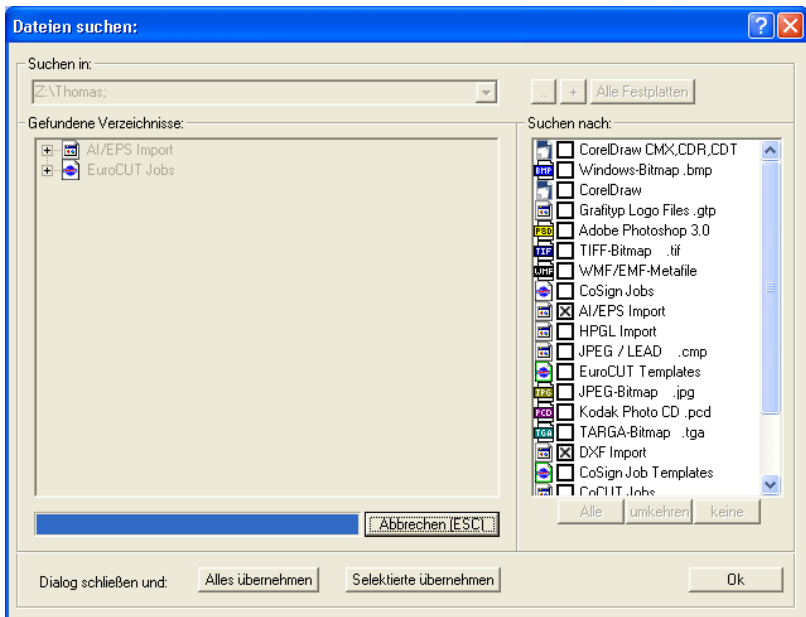 Dateien suchen:
Suchen in:
Z:\Thomas;
..
+
Alle Festplatten
Gefundene Verzeichnisse:
AI/EPS Import
EuroCUT Jobs
Suchen nach:
CorelDraw CMX,CDR,CDT
BMP Windows-Bitmap .bmp
CorelDraw
Grafityp Logo Files .gtp
PSD Adobe Photoshop 3.0
TIF TIFF-Bitmap .tif
WMF WMF/EMF-Metafile
CoSign Jobs
AI/EPS Import
HPGL Import
JPEG / LEAD .cmp
EuroCUT Templates
JPG JPEG-Bitmap .jpg
PCD Kodak Photo CD .pcd
TGA TARGA-Bitmap .tga
DXF Import
CoSign Job Templates
CoCUT Jobs
Alle
umkehren
keine
Abbrechen (ESC)
Dialog schließen und:
Alles übernehmen
Selektierte übernehmen
Ok